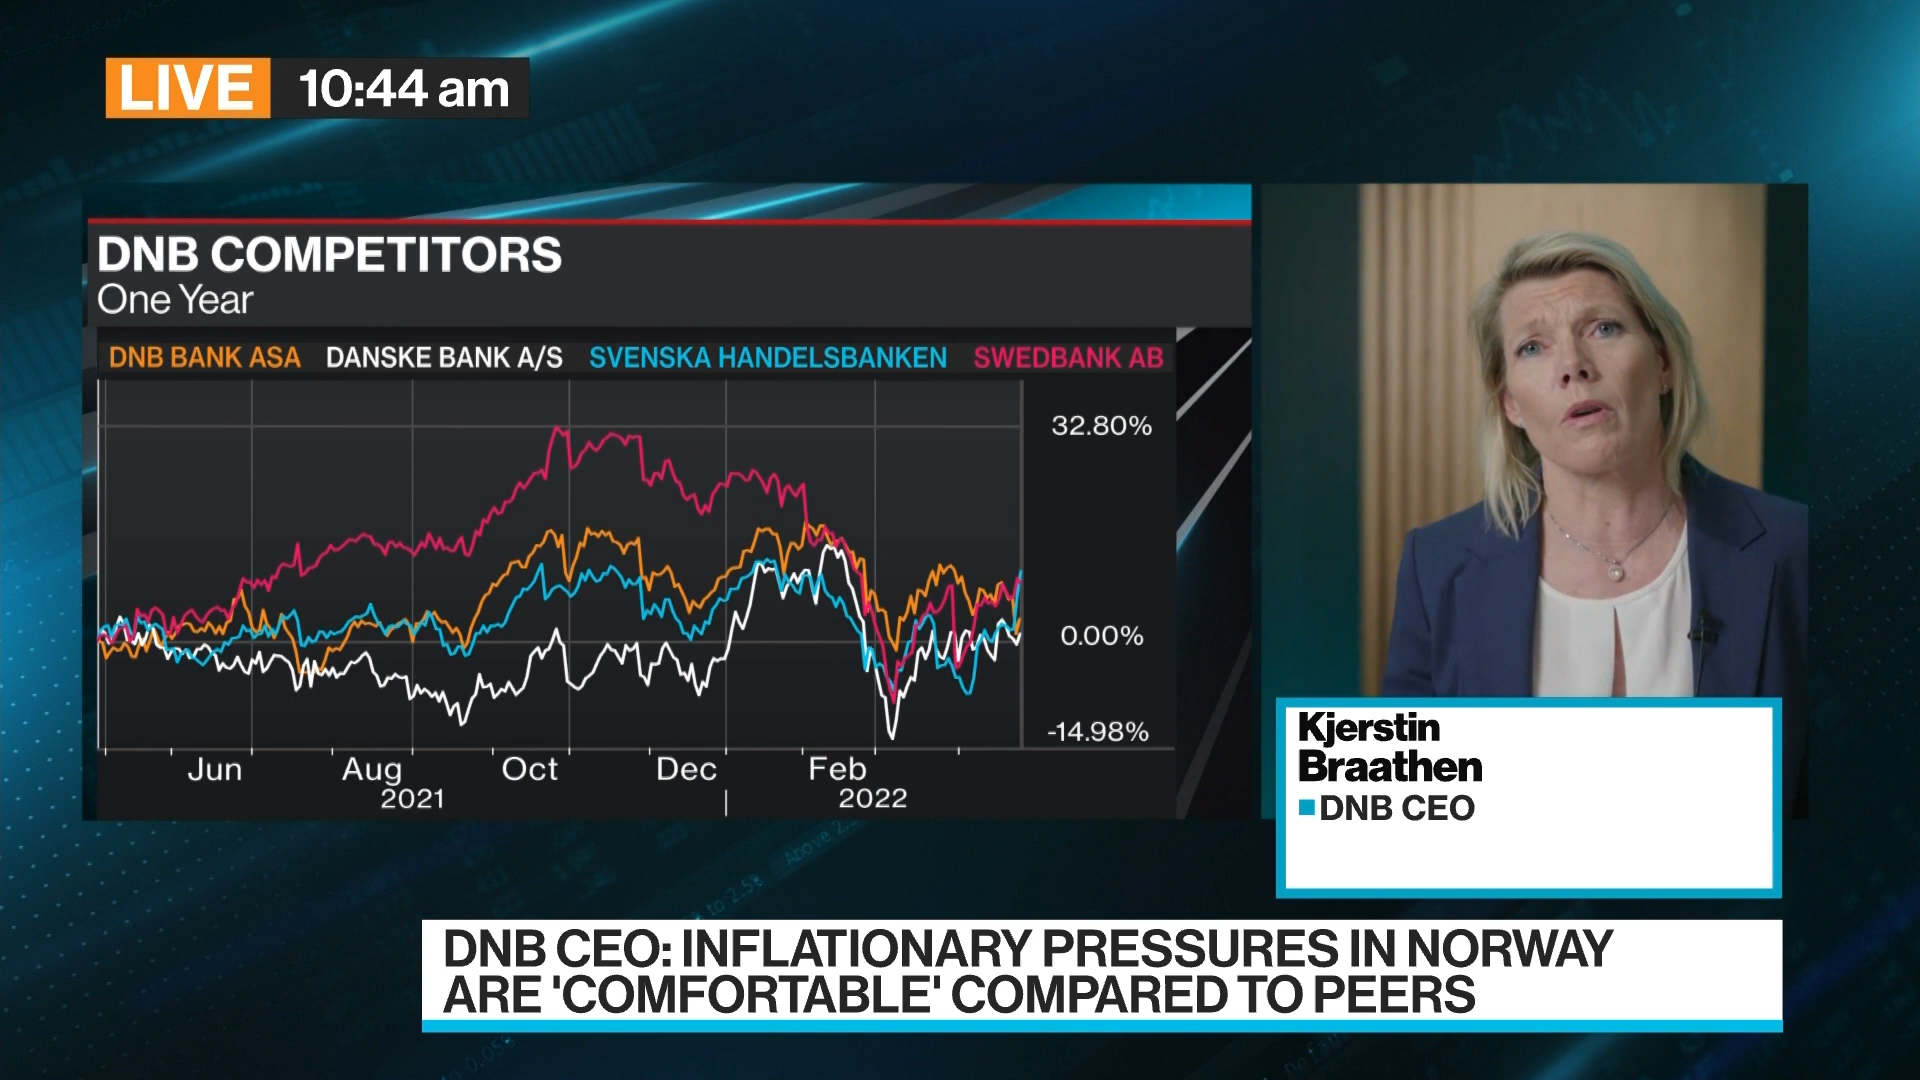 LIVE 10:44 am
DNB COMPETITORS
One Year
DNB BANK ASA DANSKE BANK A/S SVENSKA HANDELSBANKEN SWEDBANK AB
32.80%
0.00%
-14.98%
Jun Aug Oct Dec Feb
2021 2022
Kjerstin
Braathen
DNB CEO
DNB CEO: INFLATIONARY PRESSURES IN NORWAY
ARE 'COMFORTABLE' COMPARED TO PEERS